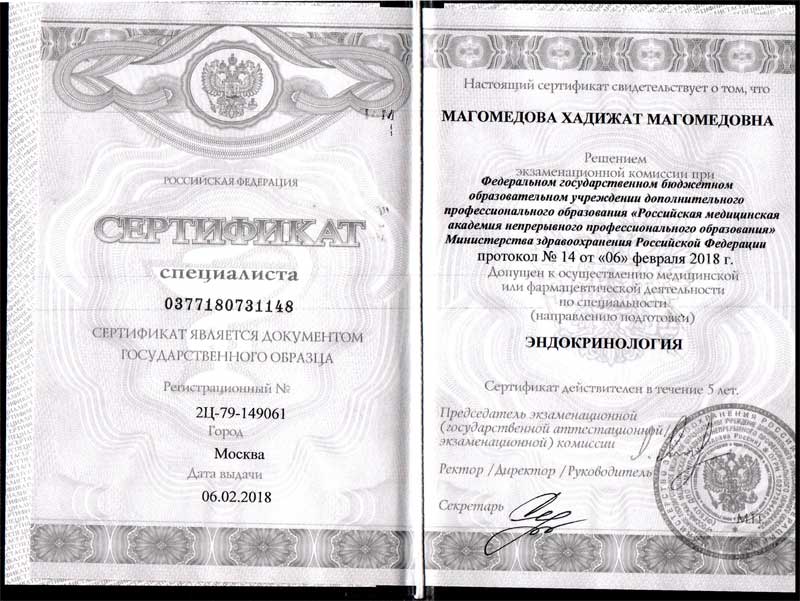 РОССИЙСКАЯ ФЕДЕРАЦИЯ
СЕРТИФИКАТ
специалиста
0377180731148
СЕРТИФИКАТ ЯВЛЯЕТСЯ ДОКУМЕНТОМ
ГОСУДАРСТВЕННОГО ОБРАЗЦА
Регистрационный №
2Ц-79-149061
Город
Москва
Дата выдачи
06.02.2018
Настоящий сертификат свидетельствует о том, что
МАГОМЕДОВА ХАДИЖАТ МАГОМЕДОВНА
Решением
экзаменационной комиссии при
Федеральном государственном бюджетном
образовательном учреждении дополнительного
профессионального образования «Российская медицинская
академия непрерывного профессионального образования»
Министерства здравоохранения Российской Федерации
протокол № 14 от «06» февраля 2018 г.
Допущен к осуществлению медицинской
или фармацевтической деятельности
по специальности
(направлению подготовки)
ЭНДОКРИНОЛОГИЯ
Сертификат действителен в течение 5 лет.
Председатель экзаменационной
(государственной аттестационной/
экзаменационной) комиссии
Ректор /Директор / Руководитель
Секретарь
М.П.